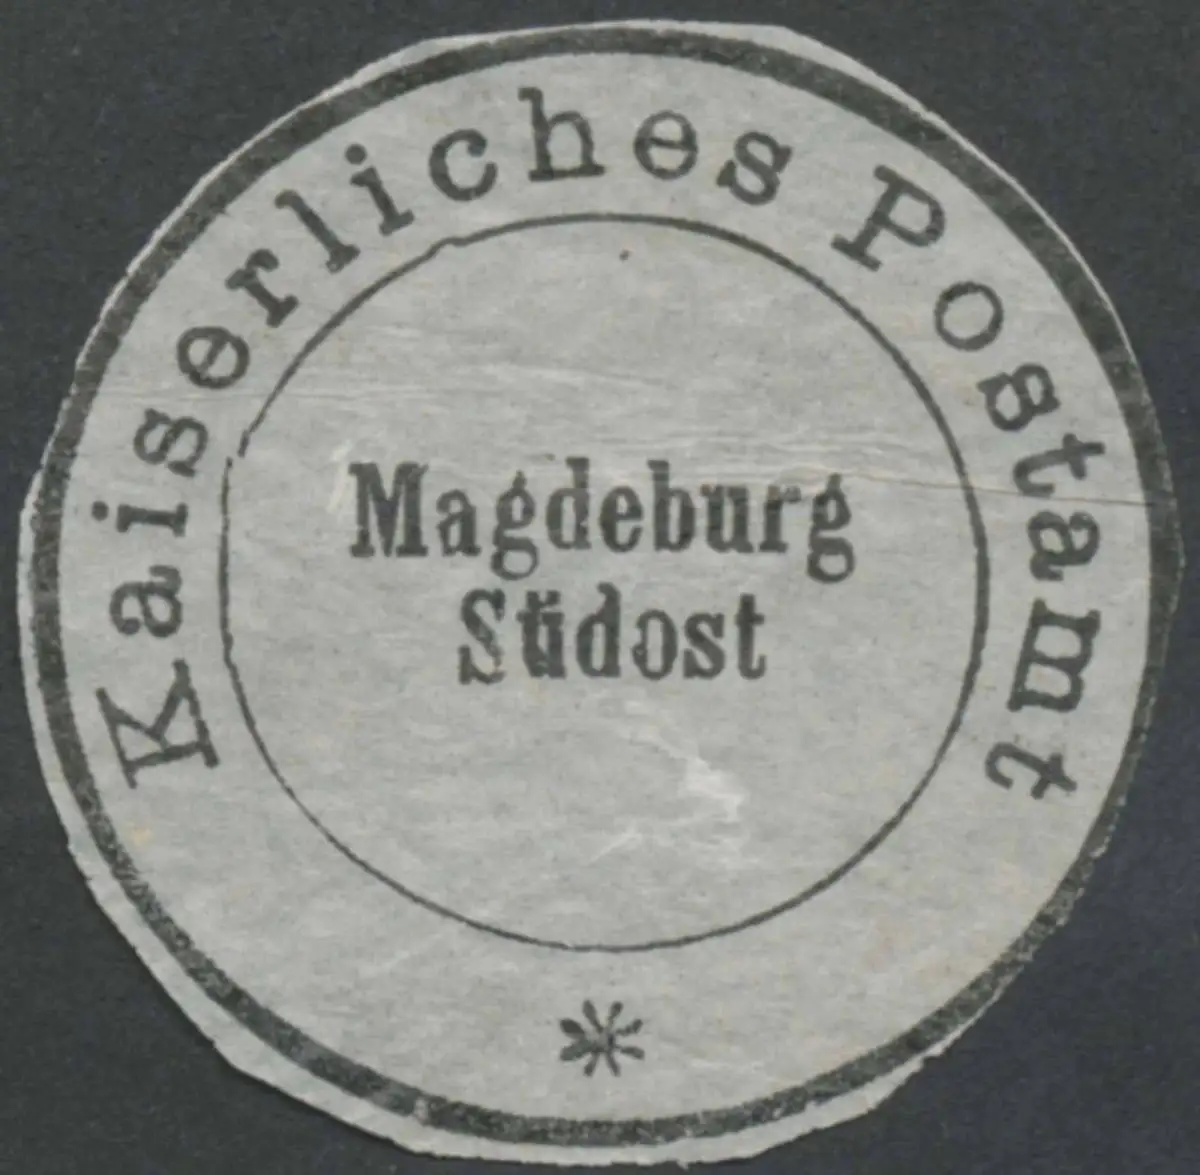 Kaiserliches Postamt
Magdeburg
Südost